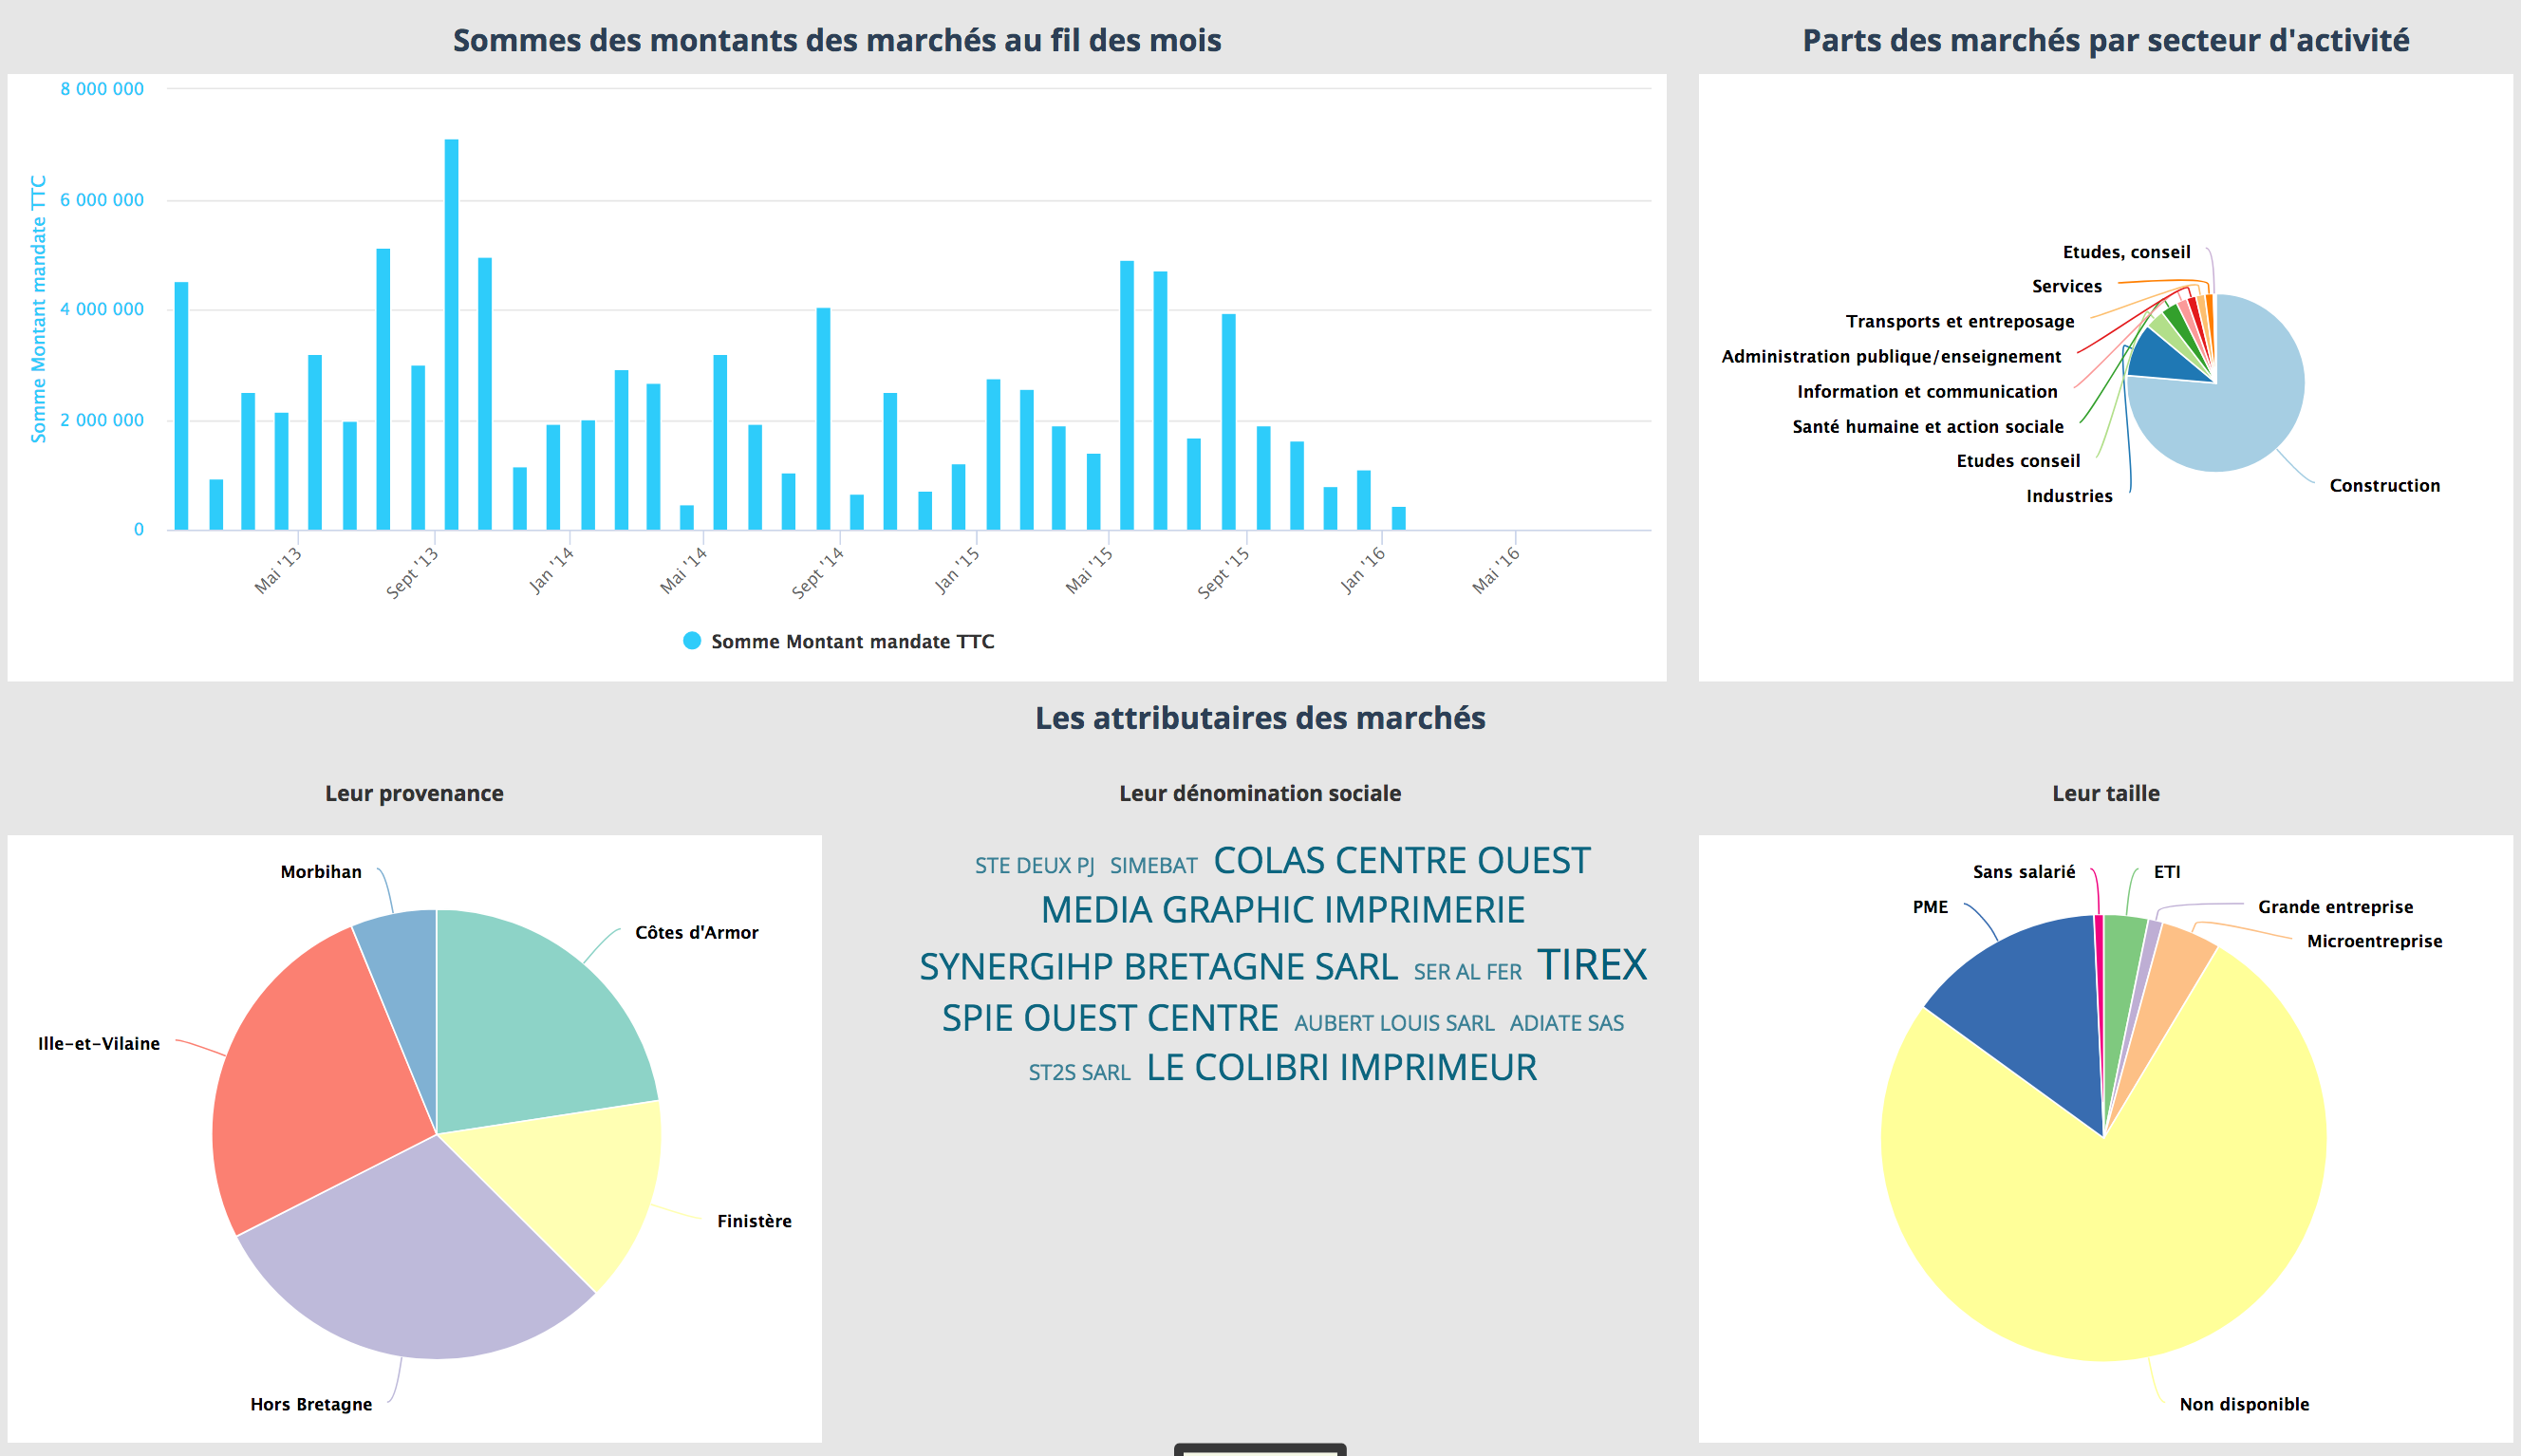 Sommes des montants des marchés au fil des mois
Somme Montant mandate TTC
8 000 000
6 000 000
4 000 000
2 000 000
0
Mai '13
Sept '13
Jan '14
Mai '14
Sept '14
Jan '15
Mai '15
Sept '15
Jan '16
Mai '16
Somme Montant mandate TTC
Parts des marchés par secteur d'activité
Etudes, conseil
Services
Transports et entreposage
Administration publique/enseignement
Information et communication
Santé humaine et action sociale
Etudes conseil
Industries
Construction
Les attributaires des marchés
Leur provenance
Morbihan
Côtes d'Armor
Ille-et-Vilaine
Finistère
Hors Bretagne
Leur dénomination sociale
STE DEUX PJ SIMEBAT COLAS CENTRE OUEST
MEDIA GRAPHIC IMPRIMERIE
SYNERGIHP BRETAGNE SARL SER AL FER TIREX
SPIE OUEST CENTRE AUBERT LOUIS SARL ADIATE SAS
ST2S SARL LE COLIBRI IMPRIMEUR
Leur taille
Sans salarié
ETI
PME
Grande entreprise
Microentreprise
Non disponible